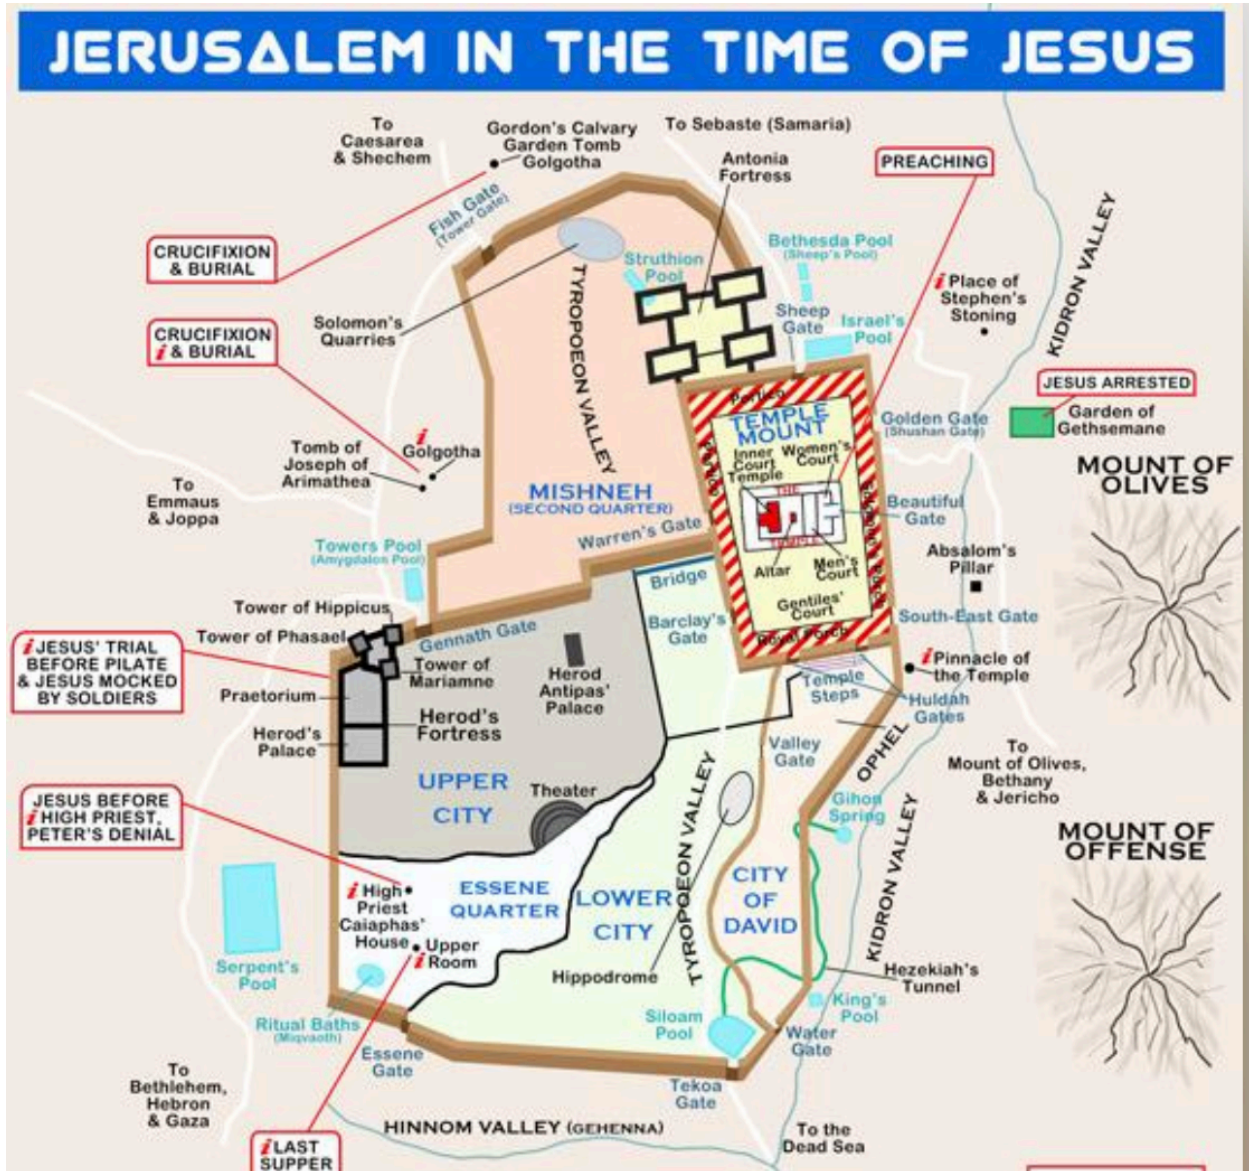 JERUSALEM IN THE TIME OF JESUS
To
Caesarea
& Shechem
Gordon's Calvary
Garden Tomb
Golgotha
To Sebaste (Samaria)
Antonia
Fortress
PREACHING
Fish Gate
(Tower Gate)
CRUCIFIXION
& BURIAL
Struthion
Pool
Bethesda Pool
(Sheep's Pool)
KIDRON VALLEY
i Place of
Stephen's
Stoning
TYROPOEON VALLEY
Solomon's
Quarries
Sheep
Gate
Israel's
Pool
CRUCIFIXION
i & BURIAL
JESUS ARRESTED
Garden of
Gethsemane
Portico
TEMPLE
MOUNT
Golden Gate
(Shushan Gate)
i
Golgotha
Tomb of
Joseph of
Arimathea
Inner
Court
Women's
Court
Temple
THE
TEMPLE
Altar
Men's
Court
Gentiles'
Court
Royal Porch
MOUNT OF
OLIVES
To
Emmaus
& Joppa
MISHNEH
(SECOND QUARTER)
Warren's Gate
Beautiful
Gate
Towers Pool
(Amygdalon Pool)
Bridge
Absalom's
Pillar
Tower of Hippicus
Tower of Phasael
Gennath Gate
Barclay's
Gate
South-East Gate
i JESUS' TRIAL
BEFORE PILATE
& JESUS MOCKED
BY SOLDIERS
Tower of
Mariamne
Praetorium
Herod
Antipas'
Palace
Temple
Steps
i Pinnacle of
the Temple
Huldah
Gates
Herod's
Palace
Herod's
Fortress
Valley
Gate
OPHEL
To
Mount of Olives,
Bethany
& Jericho
UPPER
CITY
Theater
TYROPOEON VALLEY
Gihon
Spring
KIDRON VALLEY
MOUNT OF
OFFENSE
JESUS BEFORE
i HIGH PRIEST,
PETER'S DENIAL
i High
Priest
Caiaphas'
House
ESSENE
QUARTER
LOWER
CITY
CITY
OF
DAVID
Upper
i Room
Serpent's
Pool
Hippodrome
Hezekiah's
Tunnel
Ritual Baths
(Miqvaoth)
Siloam
Pool
King's
Pool
Essene
Gate
Water
Gate
To
Bethlehem,
Hebron
& Gaza
Tekoa
Gate
HINNOM VALLEY (GEHENNA)
To the
Dead Sea
i LAST
SUPPER